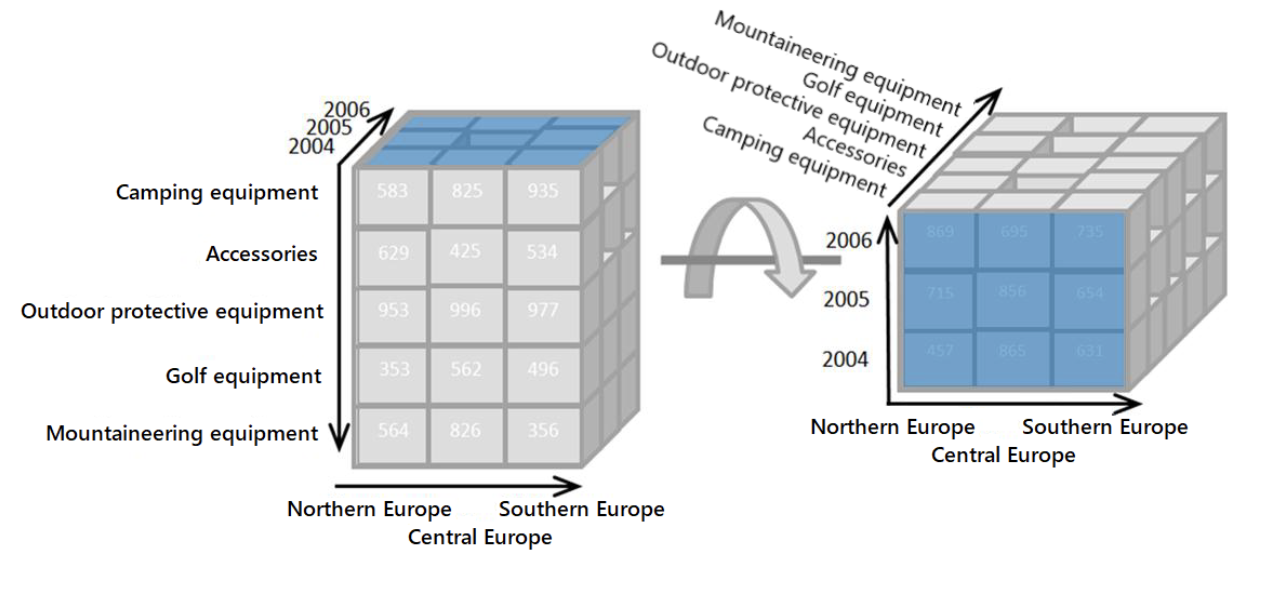 2006
2005
2004
Camping equipment
583 825 935
Accessories
629 425 534
Outdoor protective equipment
953 996 977
Golf equipment
353 562 496
Mountaineering equipment
564 826 356
Northern Europe Southern Europe
Central Europe
Mountaineering equipment
Golf equipment
Outdoor protective equipment
Accessories
Camping equipment
2006
869 695 735
2005
715 856 654
2004
457 865 631
Northern Europe Southern Europe
Central Europe